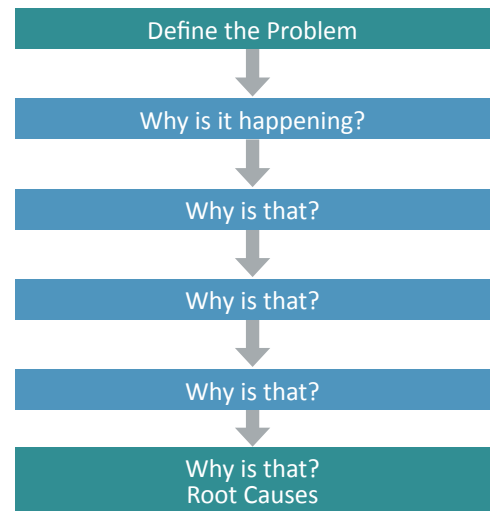 Define the Problem
Why is it happening?
Why is that?
Why is that?
Why is that?
Why is that?
Root Causes